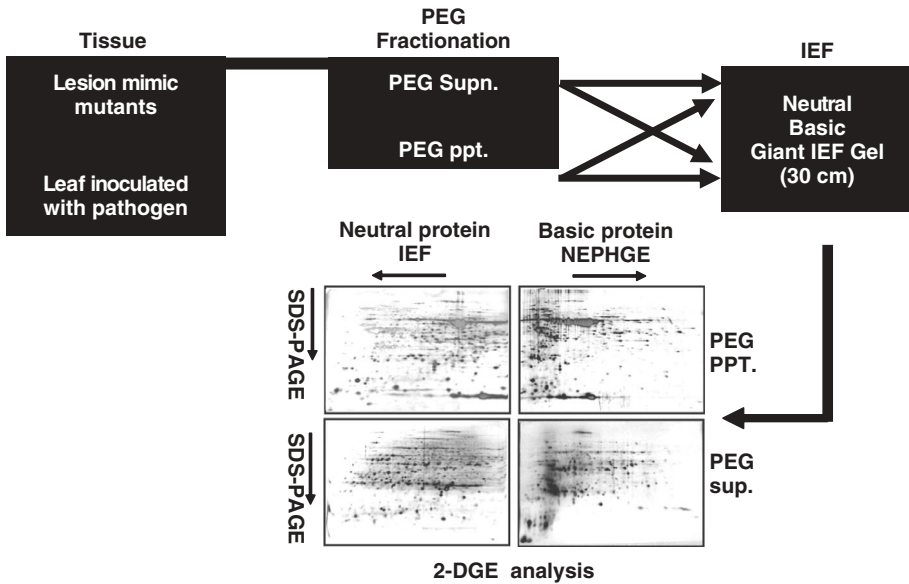 Tissue
Lesion mimic
mutants
Leaf inoculated
with pathogen
PEG
Fractionation
PEG Supn.
PEG ppt.
IEF
Neutral
Basic
Giant IEF Gel
(30 cm)
Neutral protein
IEF
Basic protein
NEPHGE
SDS-PAGE
PEG
PPT.
SDS-PAGE
PEG
sup.
2-DGE analysis